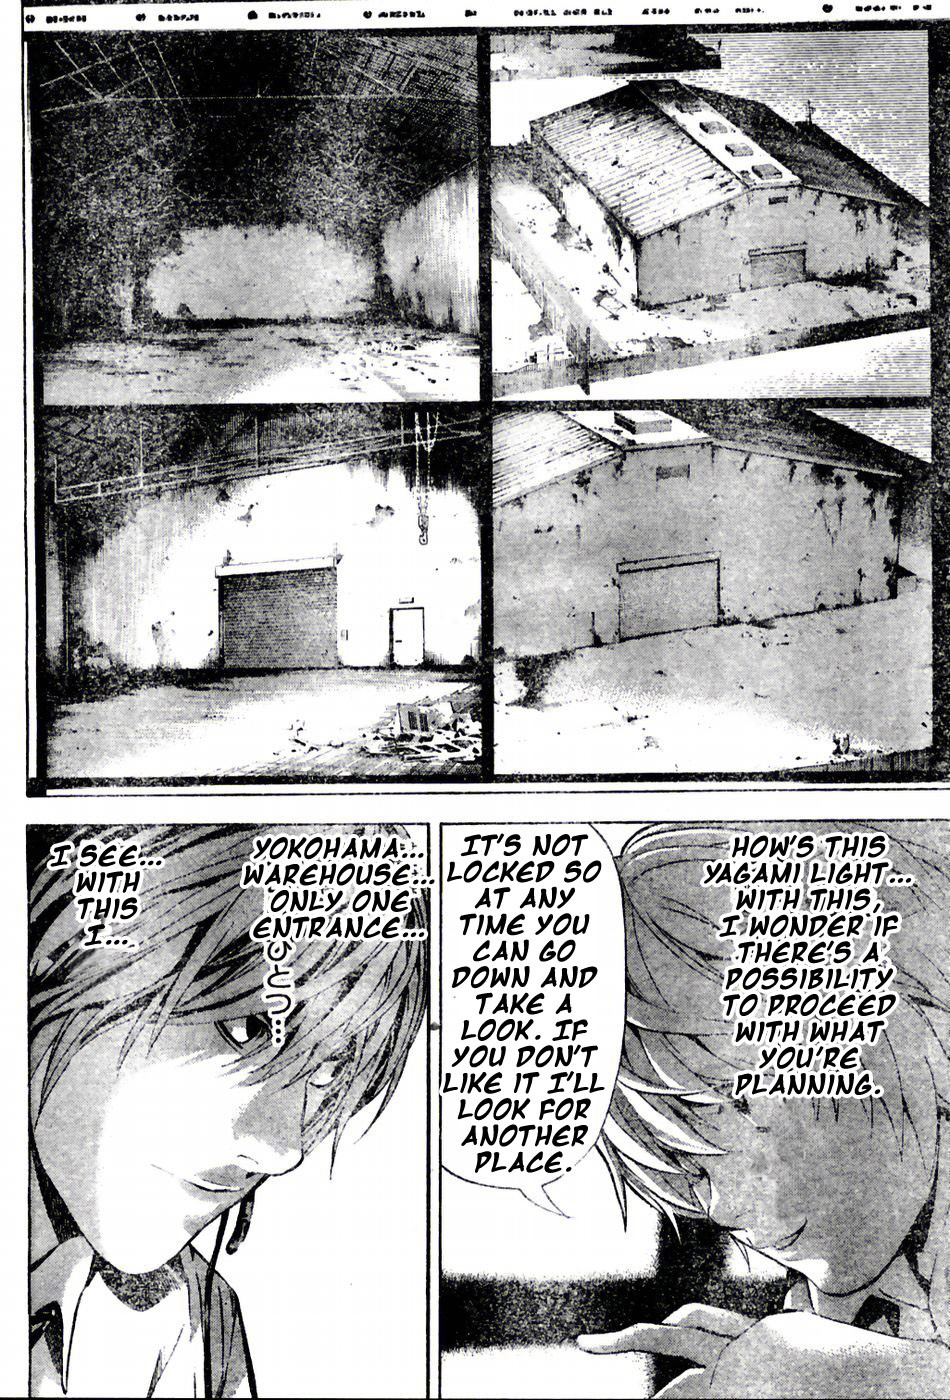 HOW'S THIS
YAGAMI LIGHT...
WITH THIS,
I WONDER IF
THERE'S A
POSSIBILITY
TO PROCEED
WITH WHAT
YOU'RE
PLANNING.
IT'S NOT
LOCKED SO
AT ANY
TIME YOU
CAN GO
DOWN AND
TAKE A
LOOK. IF
YOU DON'T
LIKE IT I'LL
LOOK FOR
ANOTHER
PLACE.
YOKOHAMA...
WAREHOUSE...
ONLY ONE
ENTRANCE...
ひとつ…
I SEE...
WITH
THIS
I...